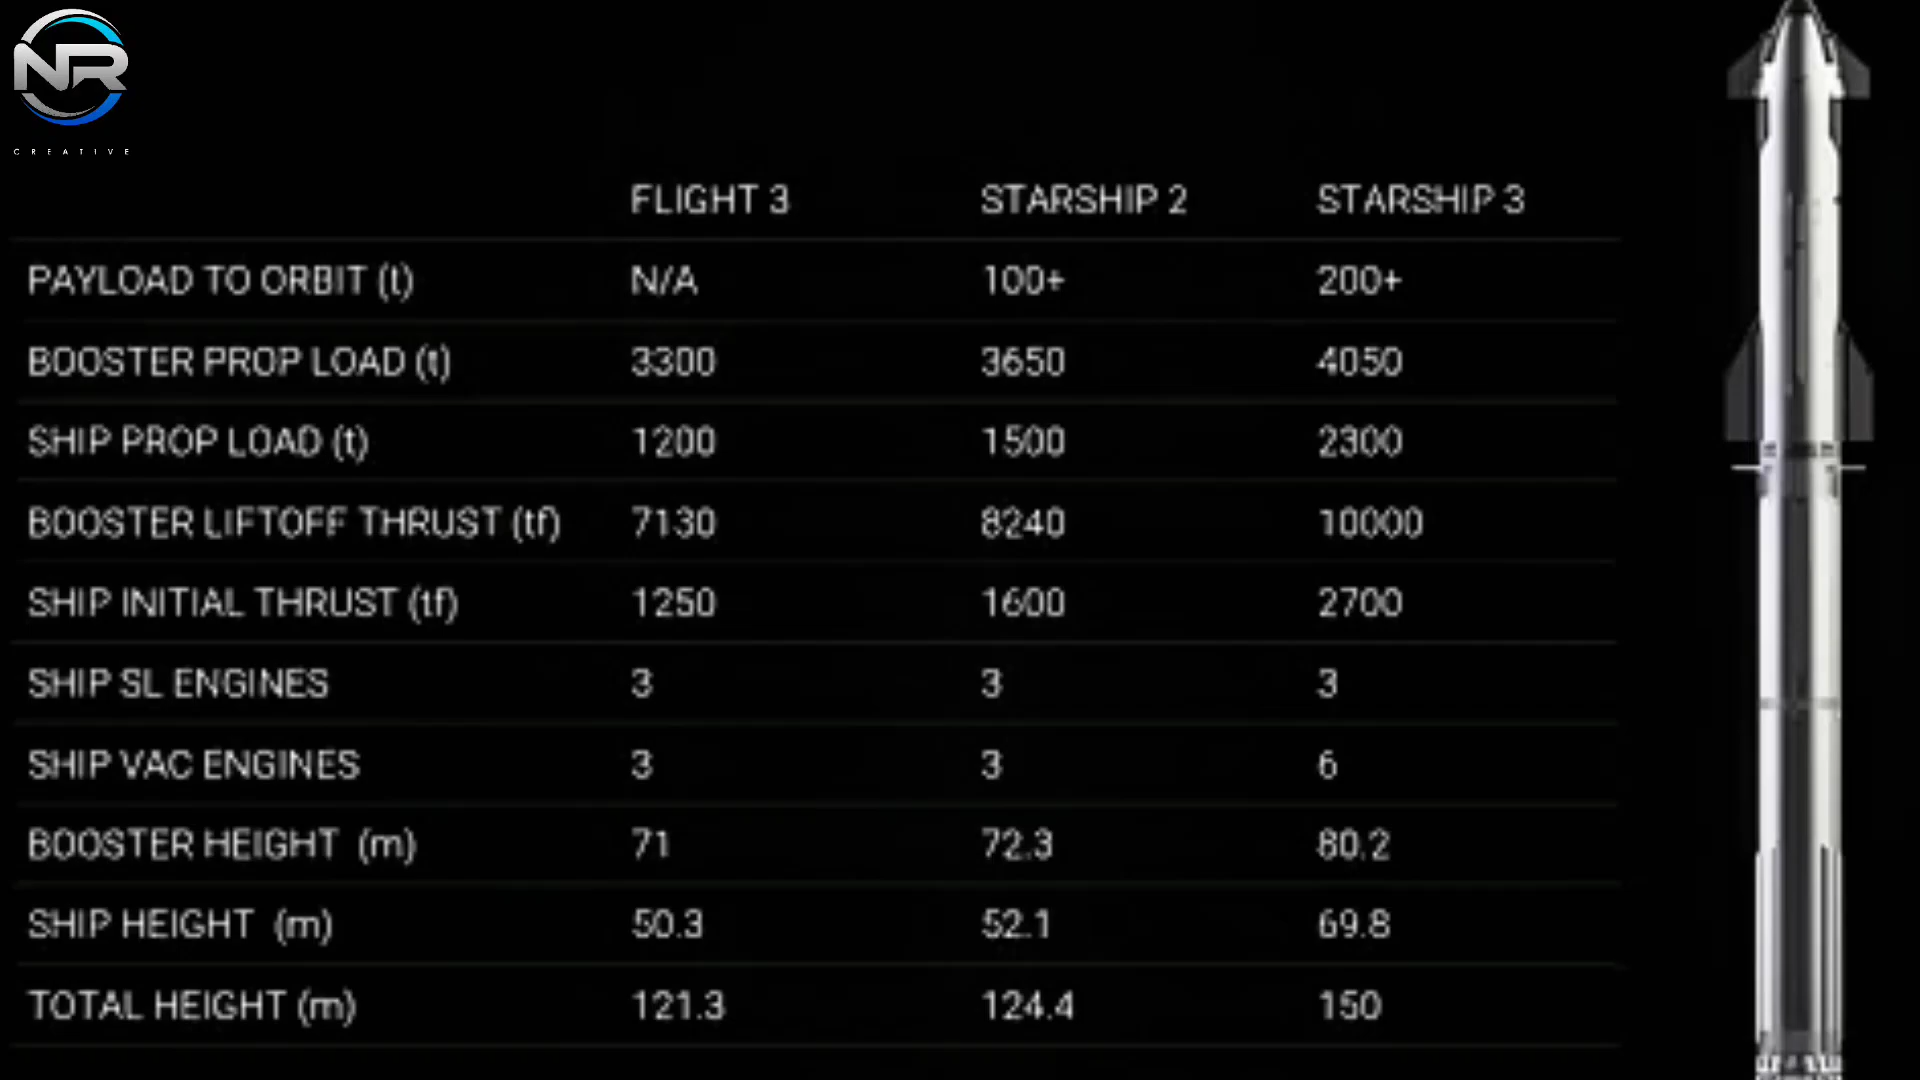 NR
CREATIVE
FLIGHT 3 STARSHIP 2 STARSHIP 3
PAYLOAD TO ORBIT (t) N/A 100+ 200+
BOOSTER PROP LOAD (t) 3300 3650 4050
SHIP PROP LOAD (t) 1200 1500 2300
BOOSTER LIFTOFF THRUST (tf) 7130 8240 10000
SHIP INITIAL THRUST (tf) 1250 1600 2700
SHIP SL ENGINES 3 3 3
SHIP VAC ENGINES 3 3 6
BOOSTER HEIGHT (m) 71 72.3 80.2
SHIP HEIGHT (m) 50.3 52.1 69.8
TOTAL HEIGHT (m) 121.3 124.4 150